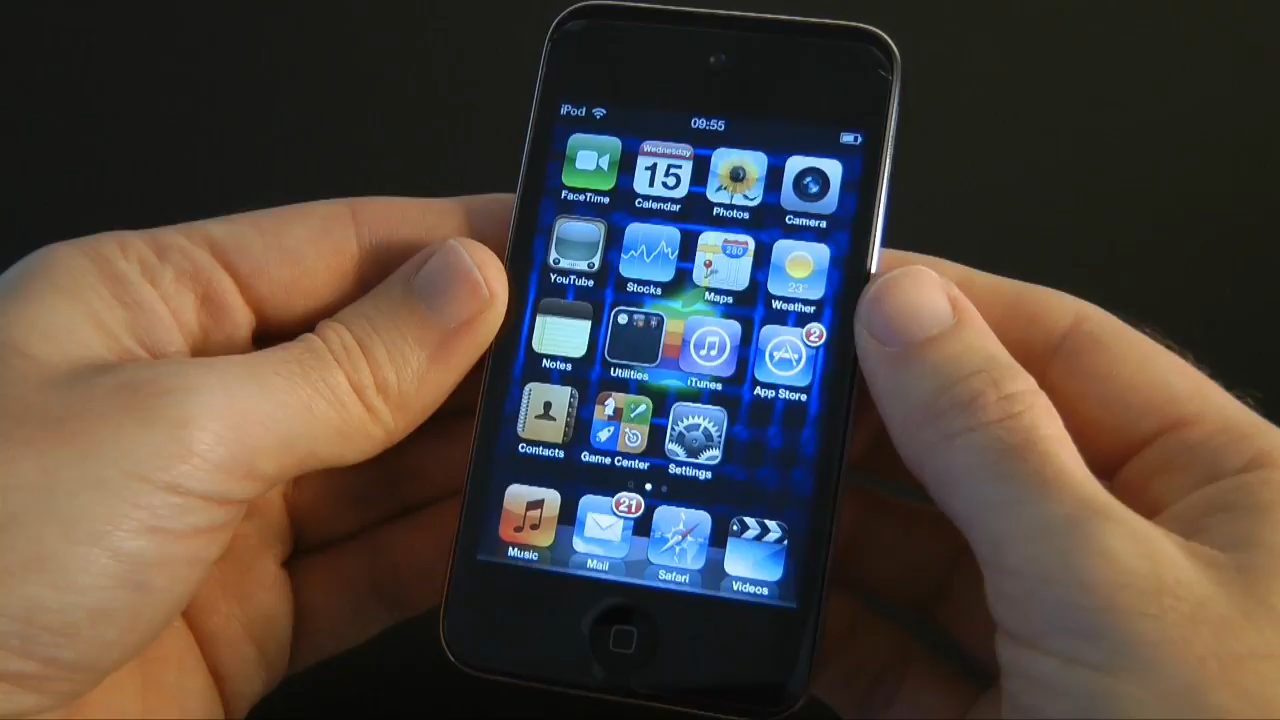 iPod
09:55
Wednesday
15
FaceTime
Calendar
Photos
Camera
280
23°
YouTube
Stocks
Maps
Weather
2
Notes
Utilities
iTunes
App Store
Contacts
Game Center
Settings
21
Music
Mail
Safari
Videos